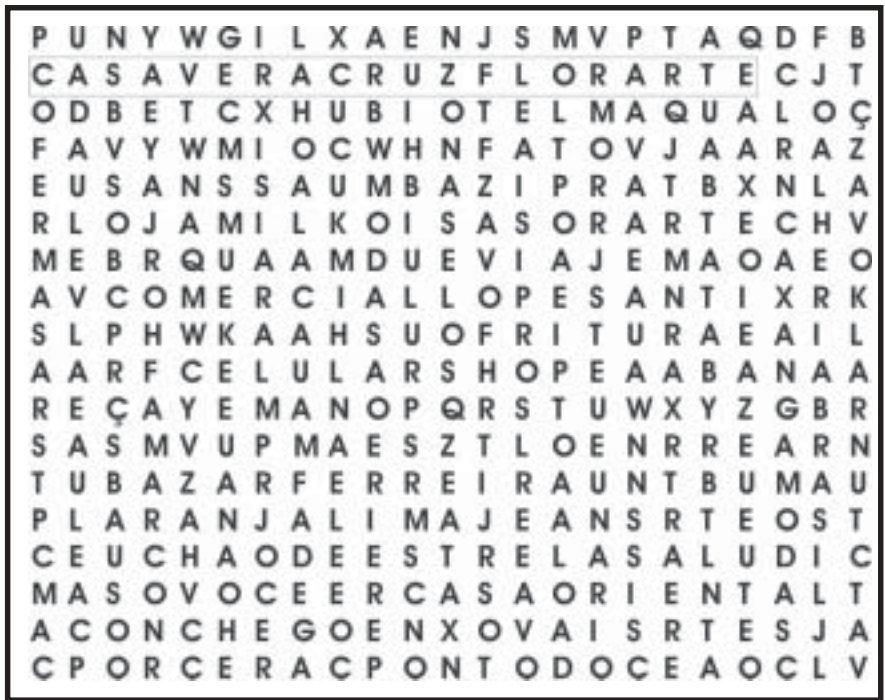 P U N Y W G I L X A E N J S M V P T A Q D F B
C A S A V E R A C R U Z F L O R A R T E C J T
O D B E T C X H U B I O T E L M A Q U A L O Ç
F A V Y W M I O C W H N F A T O V J A A R A Z
E U S A N S S A U M B A Z I P R A T B X N L A
R L O J A M I L K O I S A S O R A R T E C H V
M E B R Q U A A M D U E V I A J E M A O A E O
A V C O M E R C I A L L O P E S A N T I X R K
S L P H W K A A H S U O F R I T U R A E A I L
A A R F C E L U L A R S H O P E A A B A N A A
R E Ç A Y E M A N O P Q R S T U W X Y Z G B R
S A S M V U P M A E S Z T L O E N R R E A R N
T U B A Z A R F E R R E I R A U N T B U M A U
P L A R A N J A L I M A J E A N S R T E O S T
C E U C H A O D E E S T R E L A S A L U D I C
M A S O V O C E E R C A S A O R I E N T A L T
A C O N C H E G O E N X O V A I S R T E S J A
C P O R C E R A C P O N T O D O C E A O C L V